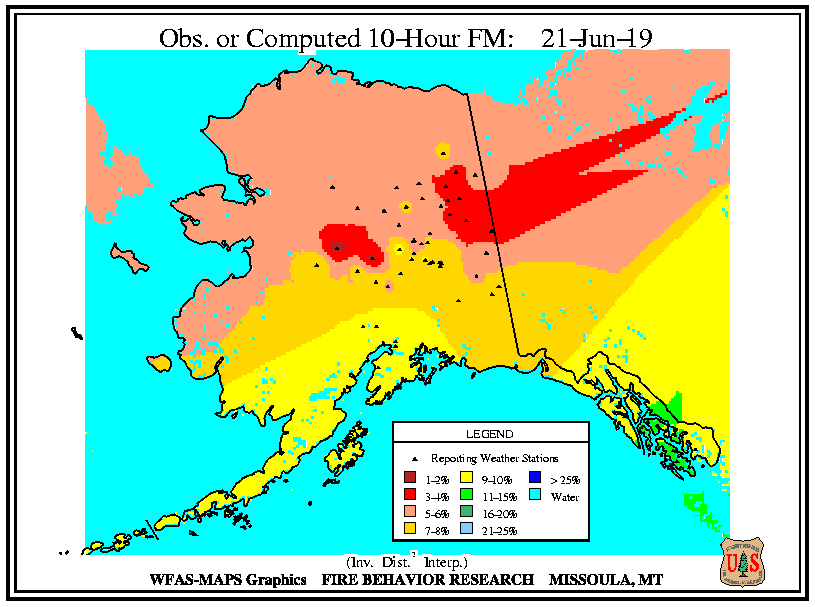 Obs. or Computed 10-Hour FM: 21-Jun-19
LEGEND
Reporting Weather Stations
1-2% 9-10% > 25%
3-4% 11-15% Water
5-6% 16-20%
7-8% 21-25%
(Inv. Dist.² Interp.)
WFAS-MAPS Graphics FIRE BEHAVIOR RESEARCH MISSOULA, MT
U S